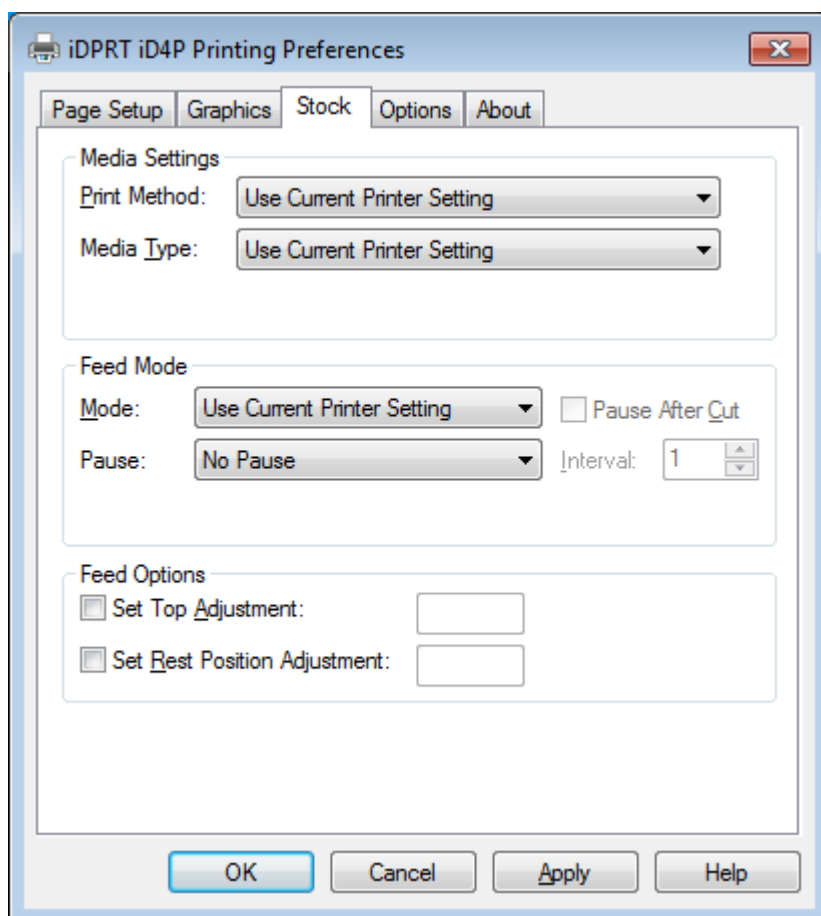 iDPRT iD4P Printing Preferences
Page Setup Graphics Stock Options About
Media Settings
Print Method: Use Current Printer Setting
Media Type: Use Current Printer Setting
Feed Mode
Mode: Use Current Printer Setting Pause After Cut
Pause: No Pause Interval: 1
Feed Options
Set Top Adjustment:
Set Rest Position Adjustment:
OK Cancel Apply Help